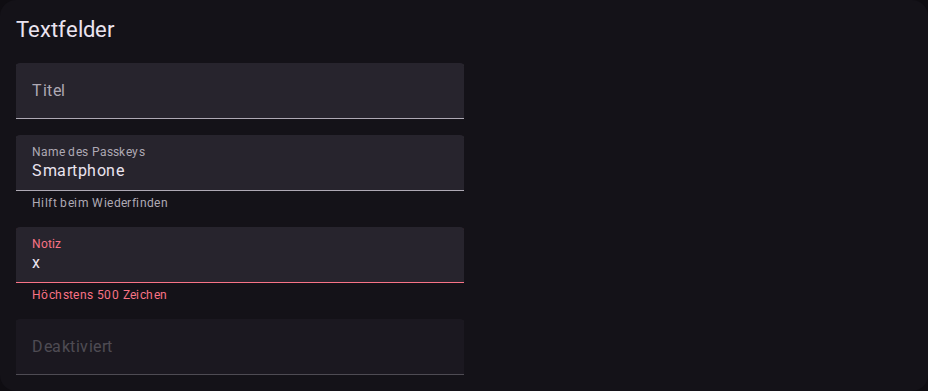 Textfelder
Titel
Name des Passkeys
Smartphone
Hilft beim Wiederfinden
Notiz
x
Höchstens 500 Zeichen
Deaktiviert